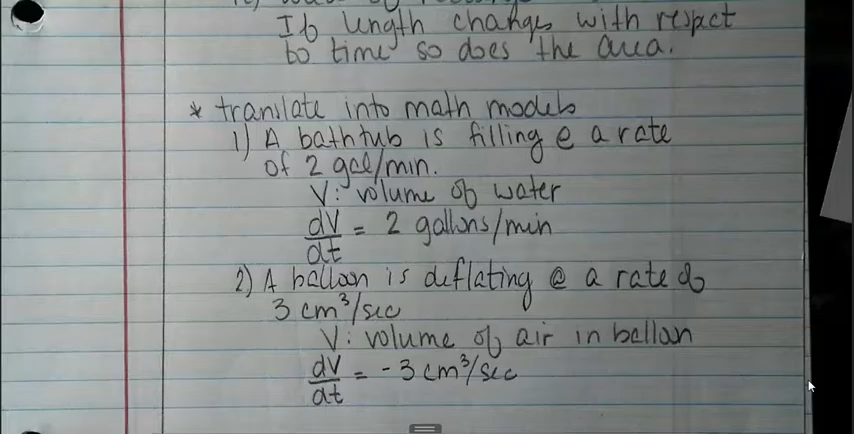 If length changes with respect
to time so does the area.
* translate into math models
1) A bathtub is filling @ a rate
of 2 gal/min.
V: volume of water
dV/dt = 2 gallons/min
2) A balloon is deflating @ a rate of
3 cm³/sec
V: volume of air in balloon
dV/dt = -3 cm³/sec